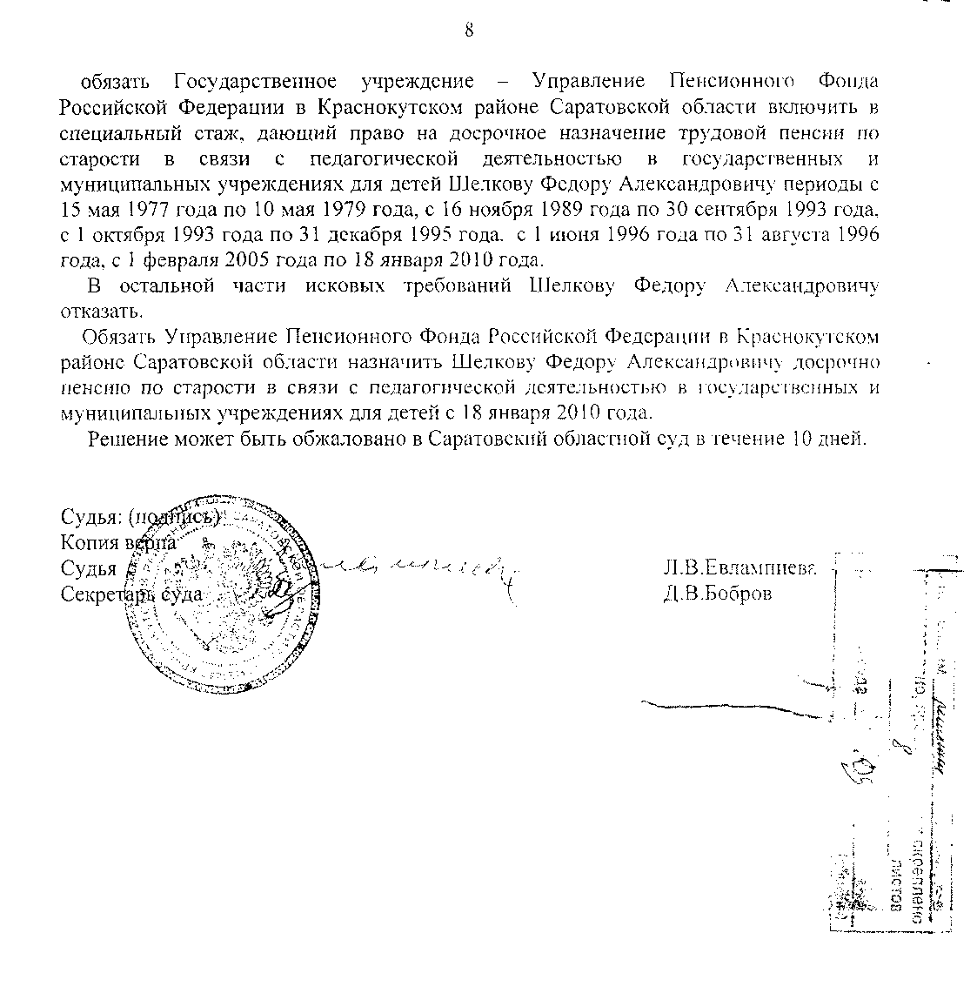 8
обязать Государственное учреждение – Управление Пенсионного Фонда
Российской Федерации в Краснокутском районе Саратовской области включить в
специальный стаж, дающий право на досрочное назначение трудовой пенсии по
старости в связи с педагогической деятельностью в государственных и
муниципальных учреждениях для детей Шелкову Федору Александровичу периоды с
15 мая 1977 года по 10 мая 1979 года, с 16 ноября 1989 года по 30 сентября 1993 года,
с 1 октября 1993 года по 31 декабря 1995 года. с 1 июня 1996 года по 31 августа 1996
года, с 1 февраля 2005 года по 18 января 2010 года.
В остальной части исковых требований Шелкову Федору Александровичу
отказать.
Обязать Управление Пенсионного Фонда Российской Федерации в Краснокутском
районе Саратовской области назначить Шелкову Федору Александровичу досрочно
пенсию по старости в связи с педагогической деятельностью в государственных и
муниципальных учреждениях для детей с 18 января 2010 года.
Решение может быть обжаловано в Саратовский областной суд в течение 10 дней.
Судья: (подпись)
Копия верна
Судья Л.В.Евлампиева
Секретарь суда Д.В.Бобров
скреплено
8 листов